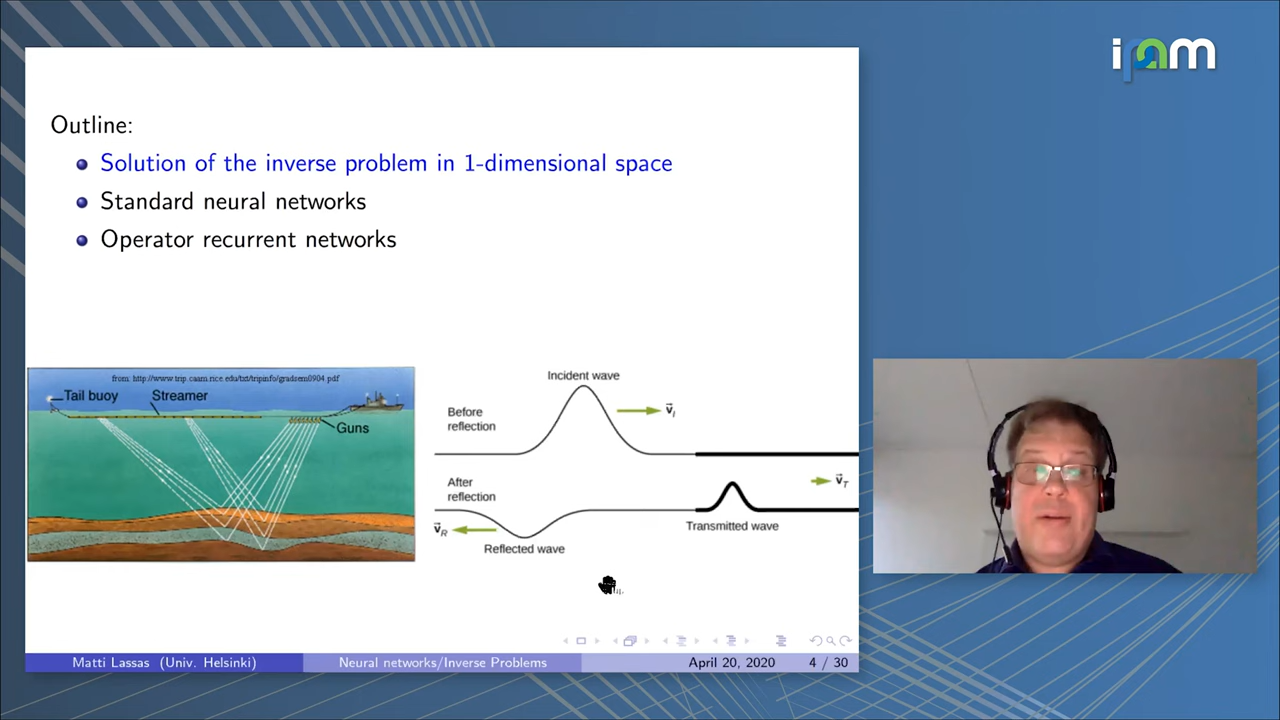 ipam
Outline:
Solution of the inverse problem in 1-dimensional space
Standard neural networks
Operator recurrent networks
from: http://www.trip.caam.rice.edu/txt/tripinfo/gradsem0904.pdf
Tail buoy
Streamer
Guns
Incident wave
Before
reflection
v⃗I
After
reflection
v⃗T
v⃗R
Transmitted wave
Reflected wave
Matti Lassas (Univ. Helsinki)
Neural networks/Inverse Problems
April 20, 2020
4 / 30